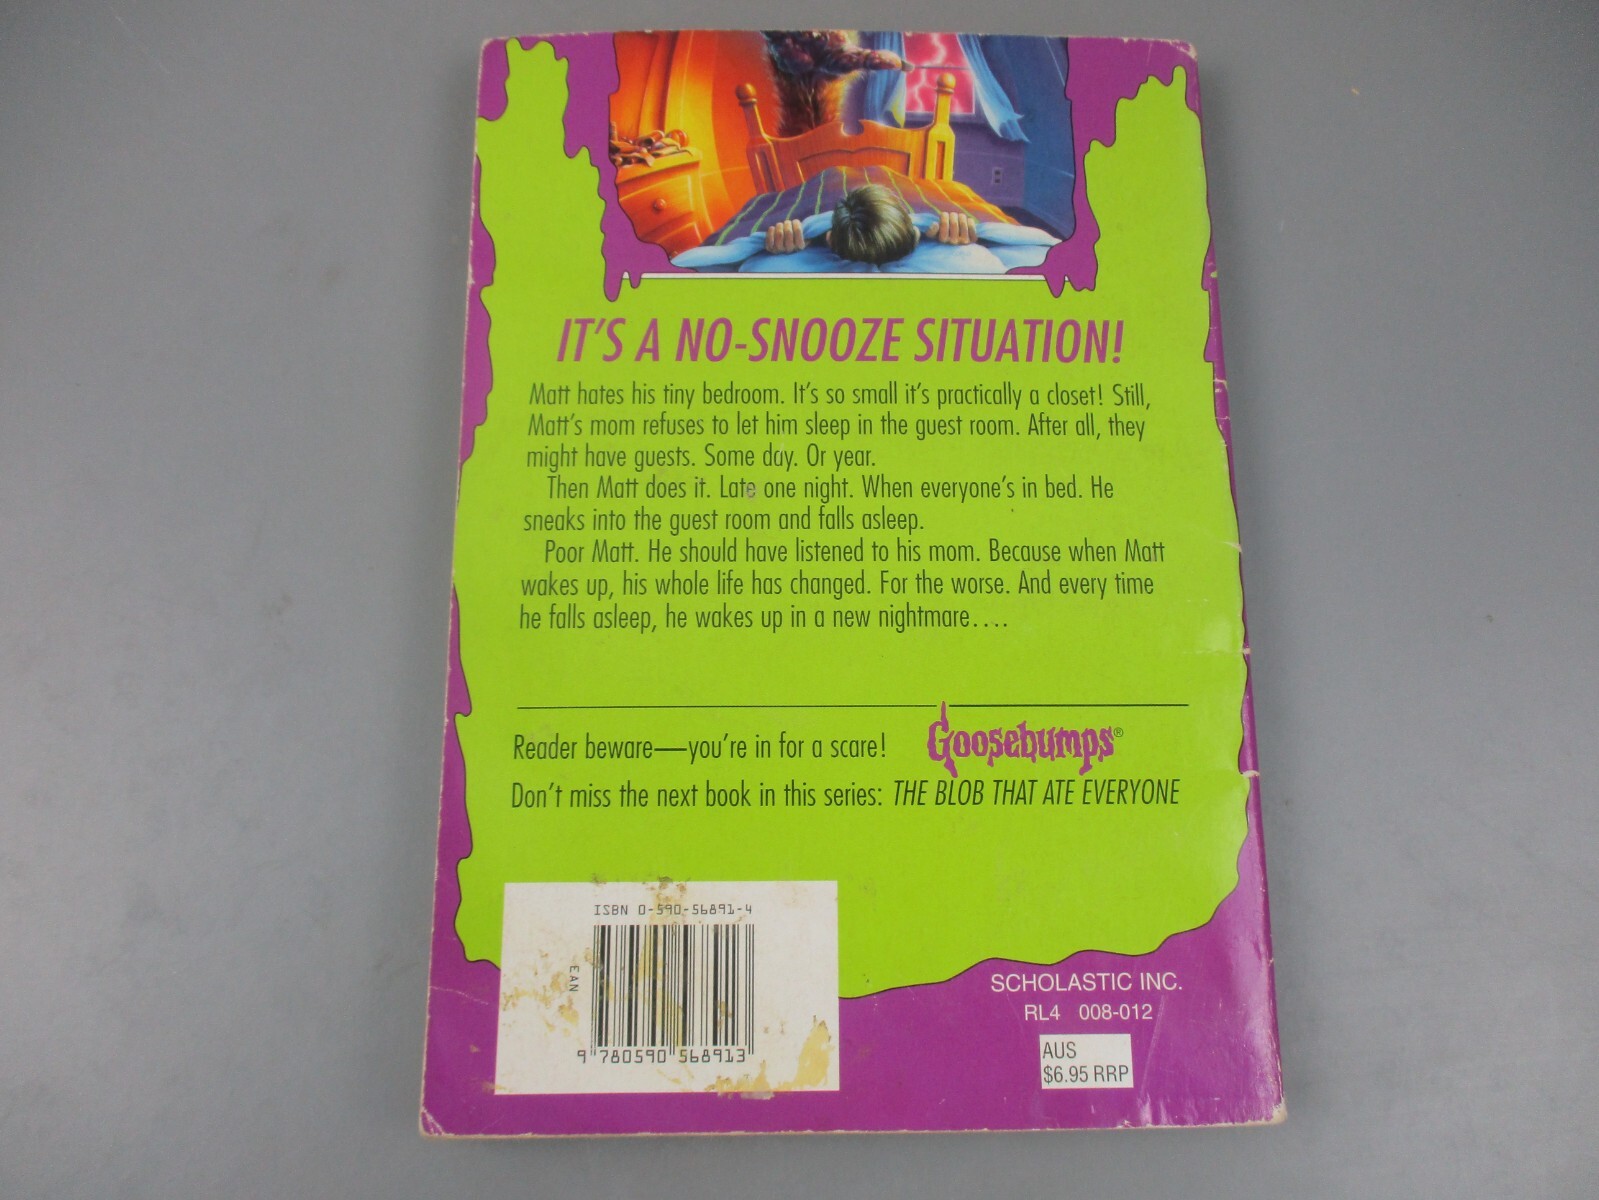 IT'S A NO-SNOOZE SITUATION!
Matt hates his tiny bedroom. It's so small it's practically a closet! Still,
Matt's mom refuses to let him sleep in the guest room. After all, they
might have guests. Some day. Or year.
Then Matt does it. Late one night. When everyone's in bed. He
sneaks into the guest room and falls asleep.
Poor Matt. He should have listened to his mom. Because when Matt
wakes up, his whole life has changed. For the worse. And every time
he falls asleep, he wakes up in a new nightmare....
Reader beware—you're in for a scare! Goosebumps®
Don't miss the next book in this series: THE BLOB THAT ATE EVERYONE
ISBN 0-590-56891-4
EAN
9 780590 568913
SCHOLASTIC INC.
RL4 008-012
AUS
$6.95 RRP